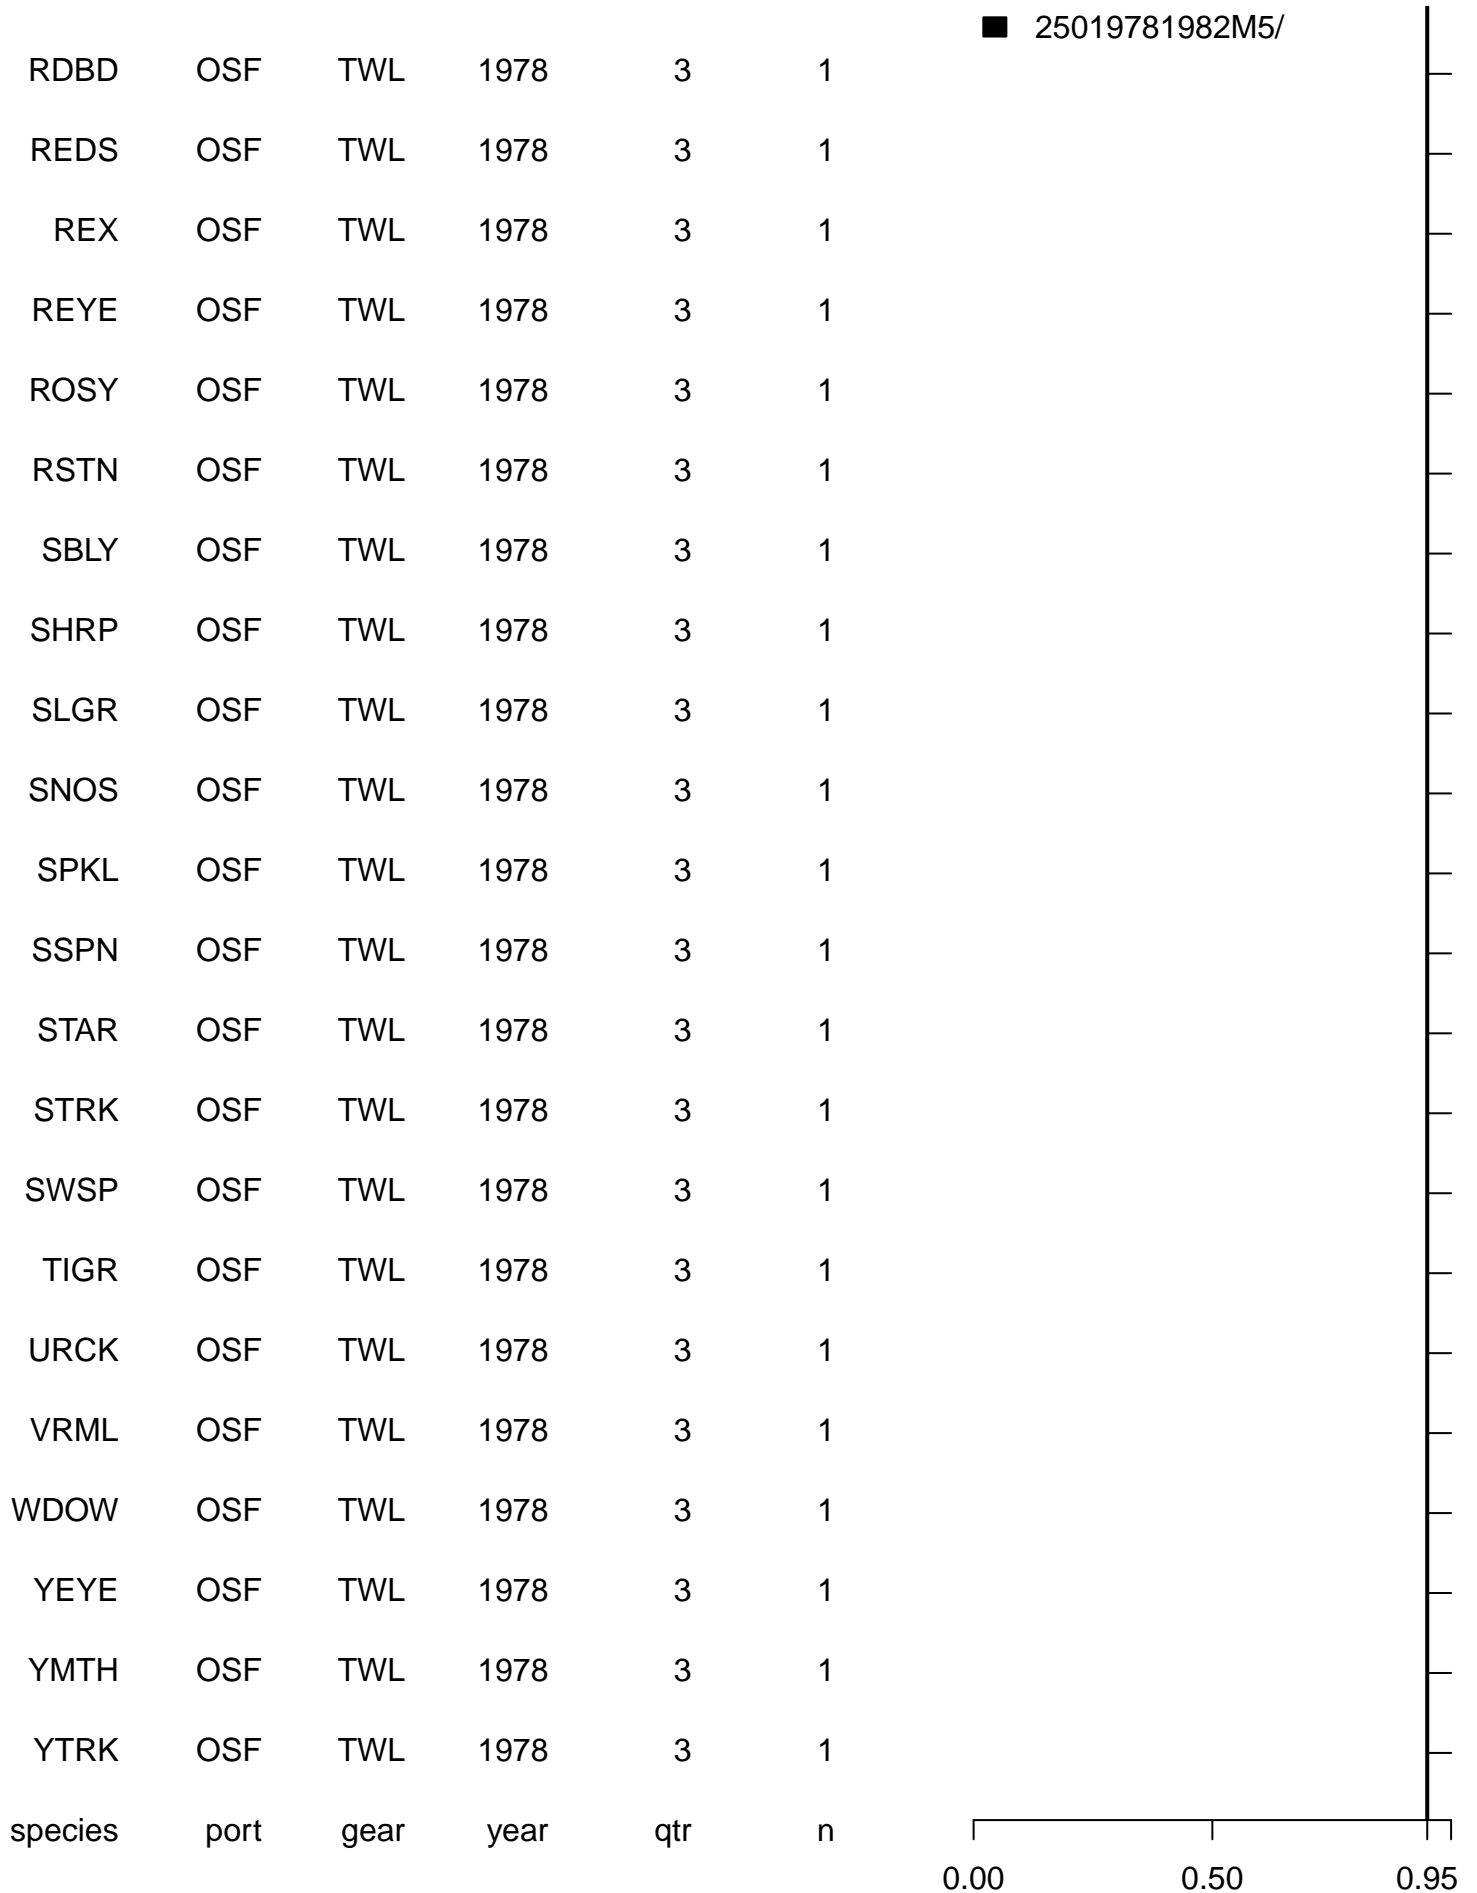 25019781982M5/
RDBD OSF TWL 1978 3 1
REDS OSF TWL 1978 3 1
REX OSF TWL 1978 3 1
REYE OSF TWL 1978 3 1
ROSY OSF TWL 1978 3 1
RSTN OSF TWL 1978 3 1
SBLY OSF TWL 1978 3 1
SHRP OSF TWL 1978 3 1
SLGR OSF TWL 1978 3 1
SNOS OSF TWL 1978 3 1
SPKL OSF TWL 1978 3 1
SSPN OSF TWL 1978 3 1
STAR OSF TWL 1978 3 1
STRK OSF TWL 1978 3 1
SWSP OSF TWL 1978 3 1
TIGR OSF TWL 1978 3 1
URCK OSF TWL 1978 3 1
VRML OSF TWL 1978 3 1
WDOW OSF TWL 1978 3 1
YEYE OSF TWL 1978 3 1
YMTH OSF TWL 1978 3 1
YTRK OSF TWL 1978 3 1
species port gear year qtr n
0.00 0.50 0.95